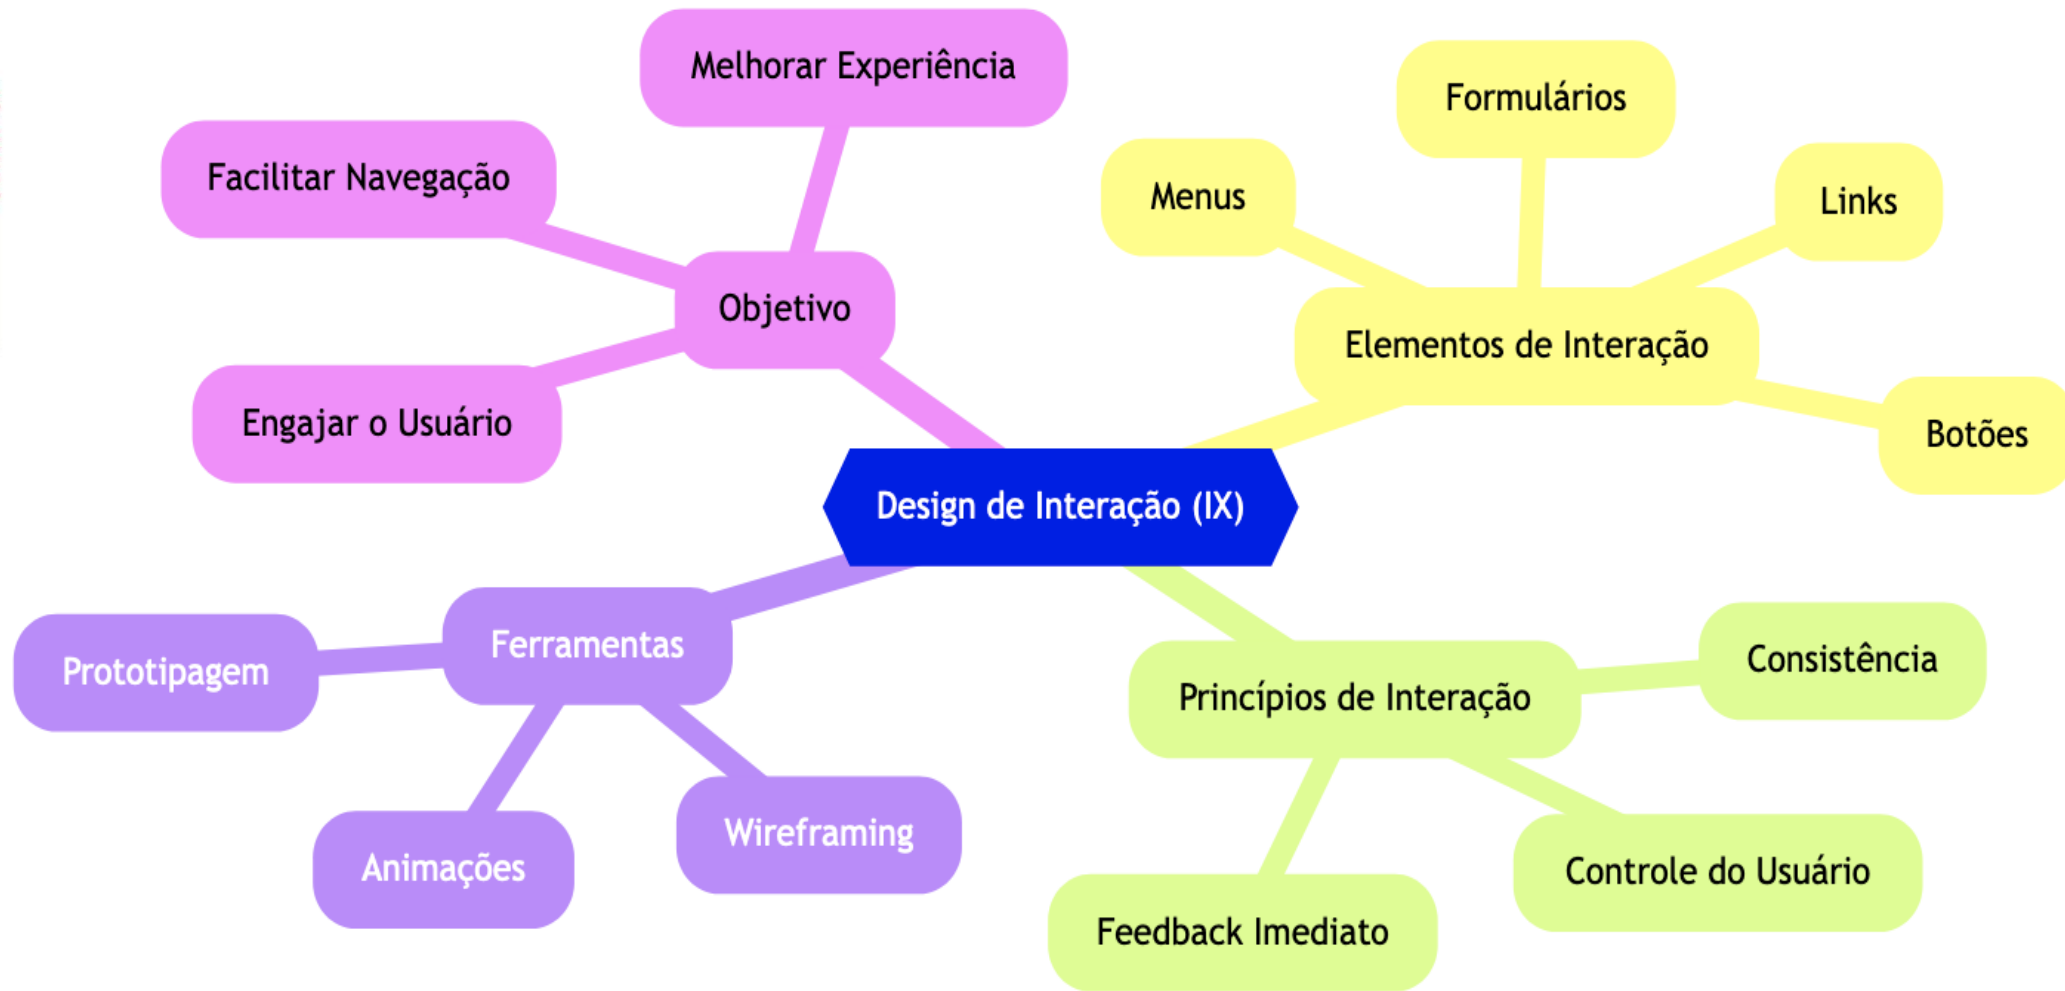 Melhorar Experiência
Facilitar Navegação
Objetivo
Engajar o Usuário
Formulários
Menus
Links
Elementos de Interação
Botões
Design de Interação (IX)
Ferramentas
Prototipagem
Animações
Wireframing
Princípios de Interação
Consistência
Controle do Usuário
Feedback Imediato